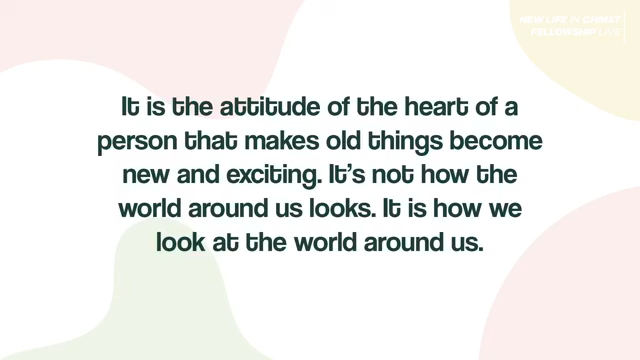 NEW LIFE IN CHRIST
FELLOWSHIP LIVE
It is the attitude of the heart of a
person that makes old things become
new and exciting. It's not how the
world around us looks. It is how we
look at the world around us.